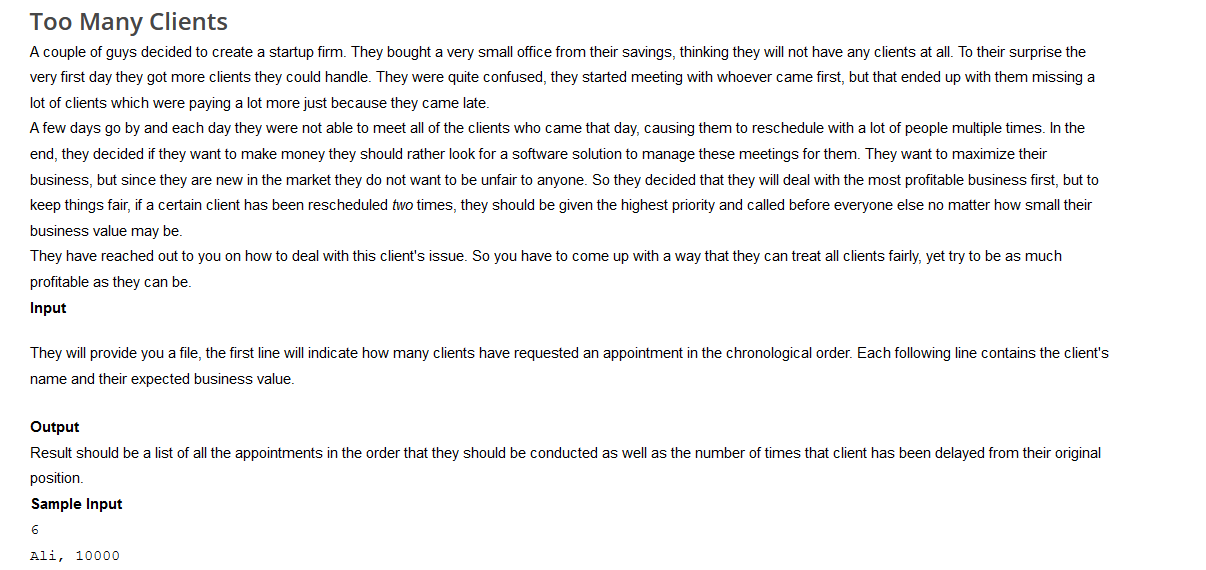 Too Many Clients
A couple of guys decided to create a startup firm. They bought a very small office from their savings, thinking they will not have any clients at all. To their surprise the
very first day they got more clients they could handle. They were quite confused, they started meeting with whoever came first, but that ended up with them missing a
lot of clients which were paying a lot more just because they came late.
A few days go by and each day they were not able to meet all of the clients who came that day, causing them to reschedule with a lot of people multiple times. In the
end, they decided if they want to make money they should rather look for a software solution to manage these meetings for them. They want to maximize their
business, but since they are new in the market they do not want to be unfair to anyone. So they decided that they will deal with the most profitable business first, but to
keep things fair, if a certain client has been rescheduled two times, they should be given the highest priority and called before everyone else no matter how small their
business value may be.
They have reached out to you on how to deal with this client's issue. So you have to come up with a way that they can treat all clients fairly, yet try to be as much
profitable as they can be.
Input
They will provide you a file, the first line will indicate how many clients have requested an appointment in the chronological order. Each following line contains the client's
name and their expected business value.
Output
Result should be a list of all the appointments in the order that they should be conducted as well as the number of times that client has been delayed from their original
position.
Sample Input
6
Ali, 10000